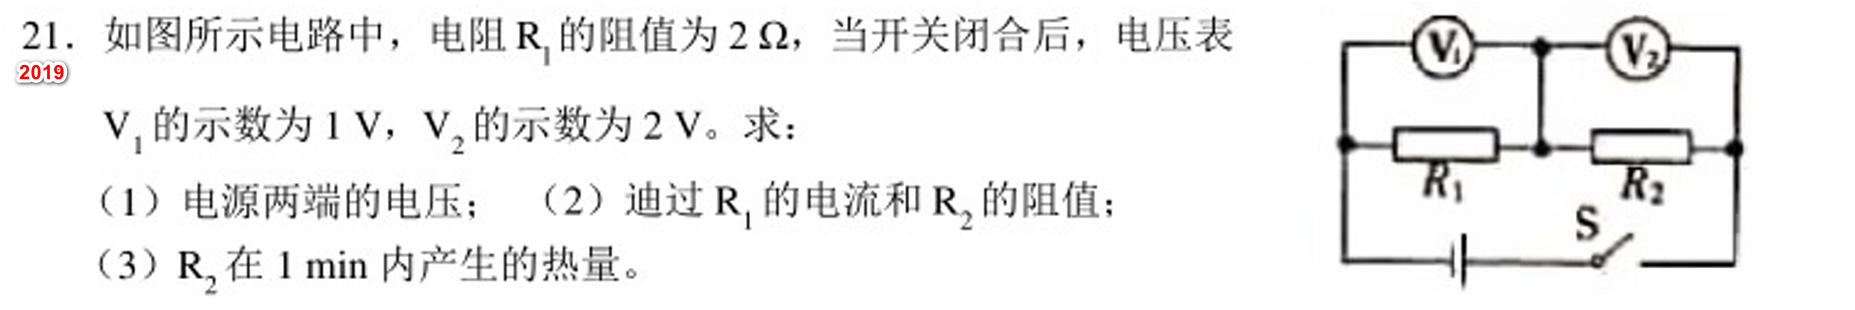 21. 如图所示电路中，电阻 R₁ 的阻值为 2 Ω，当开关闭合后，电压表
2019
V₁ 的示数为 1 V，V₂ 的示数为 2 V。求：
（1）电源两端的电压； （2）迪过 R₁ 的电流和 R₂ 的阻值；
（3）R₂ 在 1 min 内产生的热量。
V₁ V₂
R₁ R₂
S